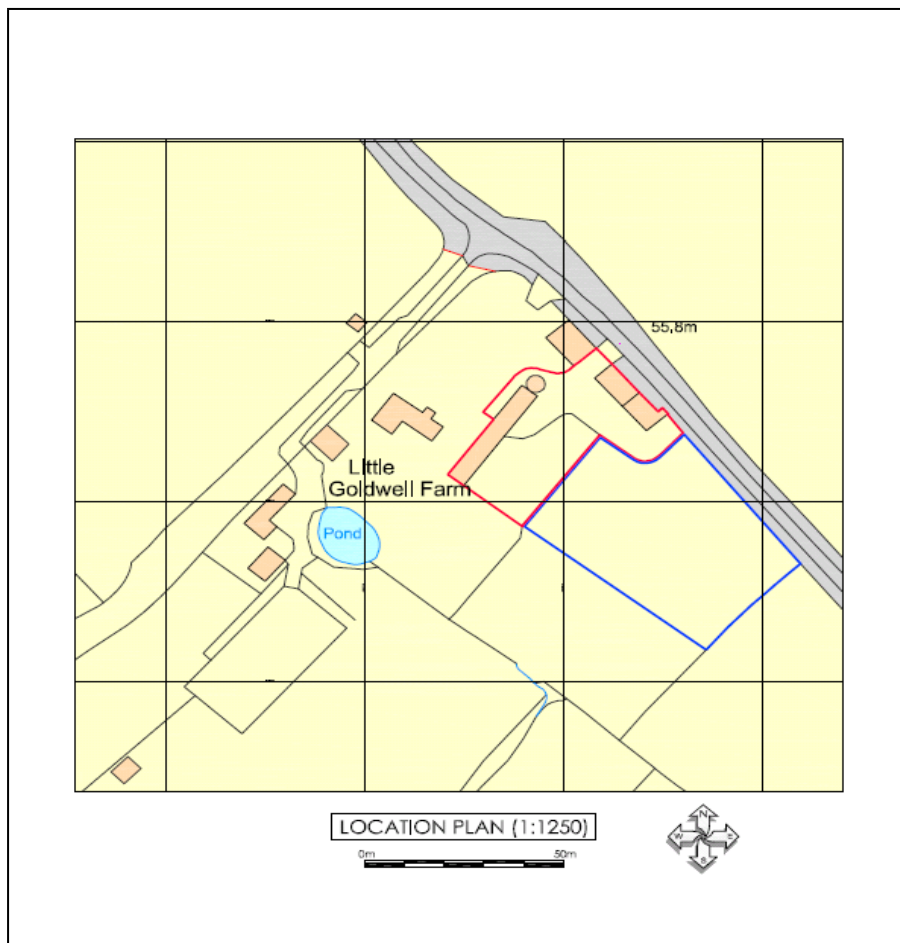 55.8m
Little
Goldwell Farm
Pond
LOCATION PLAN (1:1250)
0m 50m
N
W E
S